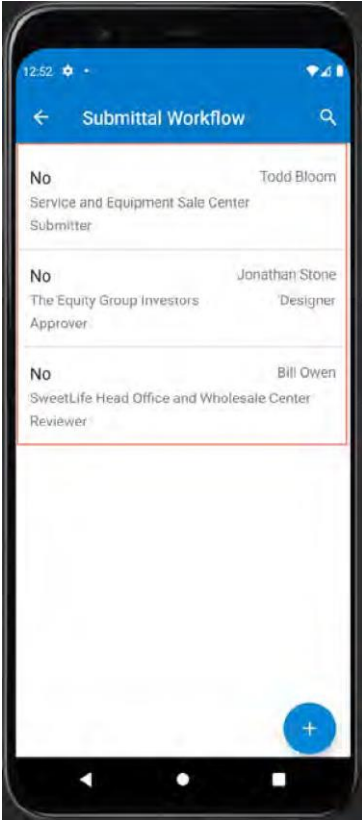 12:52
Submittal Workflow
No Todd Bloom
Service and Equipment Sale Center
Submitter
No Jonathan Stone
The Equity Group Investors Designer
Approver
No Bill Owen
SweetLife Head Office and Wholesale Center
Reviewer
+